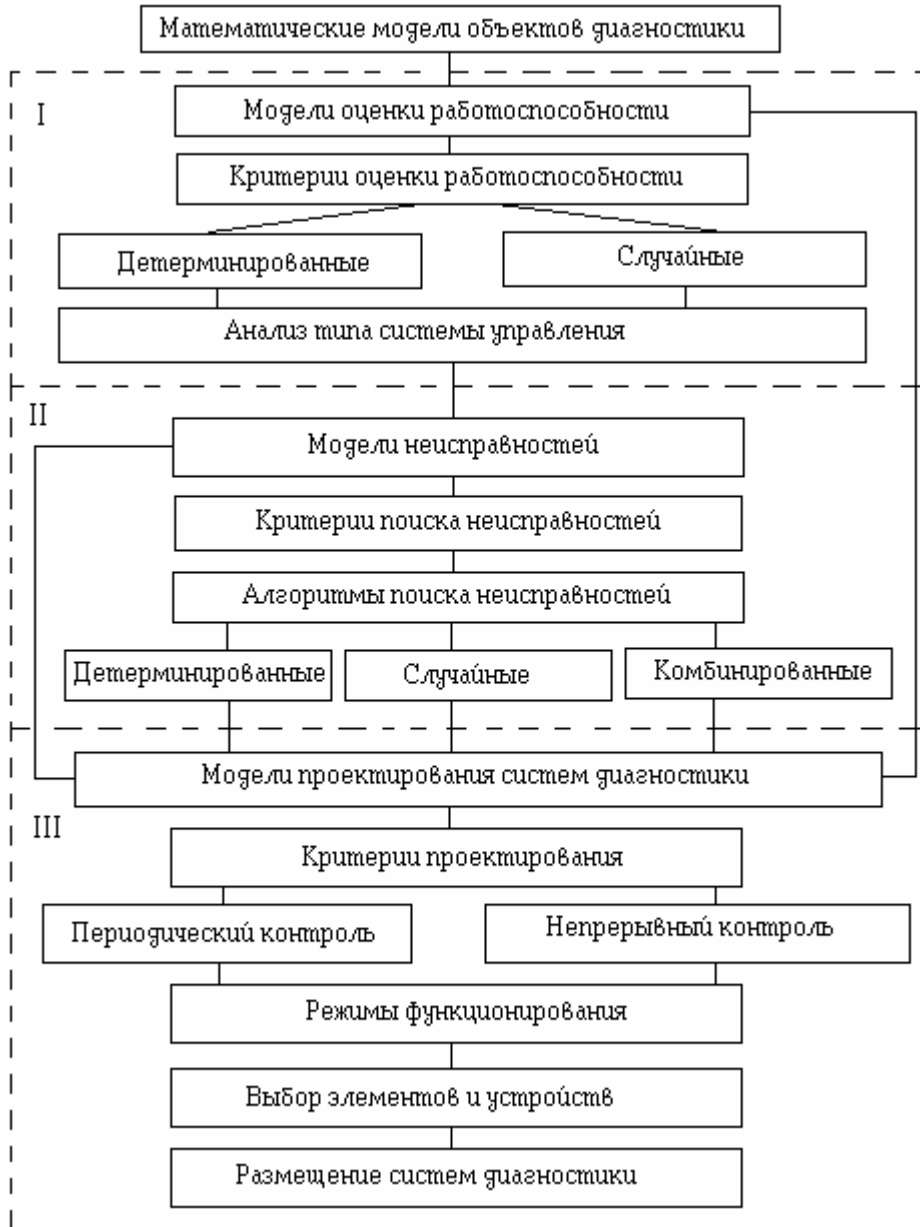 Математические модели объектов диагностики
I
Модели оценки работоспособности
Критерии оценки работоспособности
Детерминированные
Случайные
Анализ типа системы управления
II
Модели неисправностей
Критерии поиска неисправностей
Алгоритмы поиска неисправностей
Детерминированные
Случайные
Комбинированные
Модели проектирования систем диагностики
III
Критерии проектирования
Периодический контроль
Непрерывный контроль
Режимы функционирования
Выбор элементов и устройств
Размещение систем диагностики